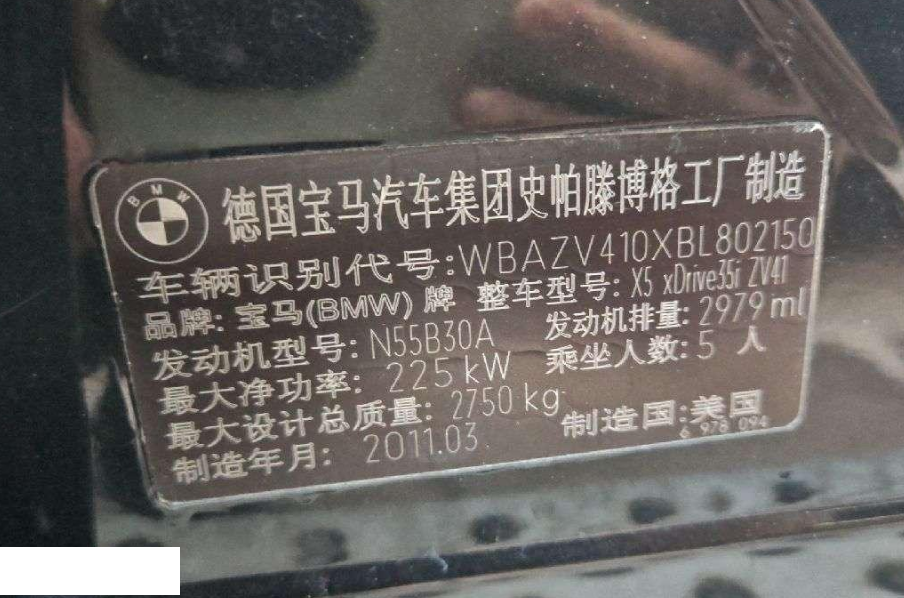 BMW
德国宝马汽车集团史帕滕博格工厂制造
车辆识别代号:WBAZV410XBL802150
品牌: 宝马(BMW) 牌 整车型号: X5 xDrive35i ZV41
发动机型号: N55B30A 发动机排量: 2979 ml
最大净功率: 225 kW 乘坐人数: 5 人
最大设计总质量: 2750 kg
制造年月: 2011.03. 制造国:美国
6 978 094